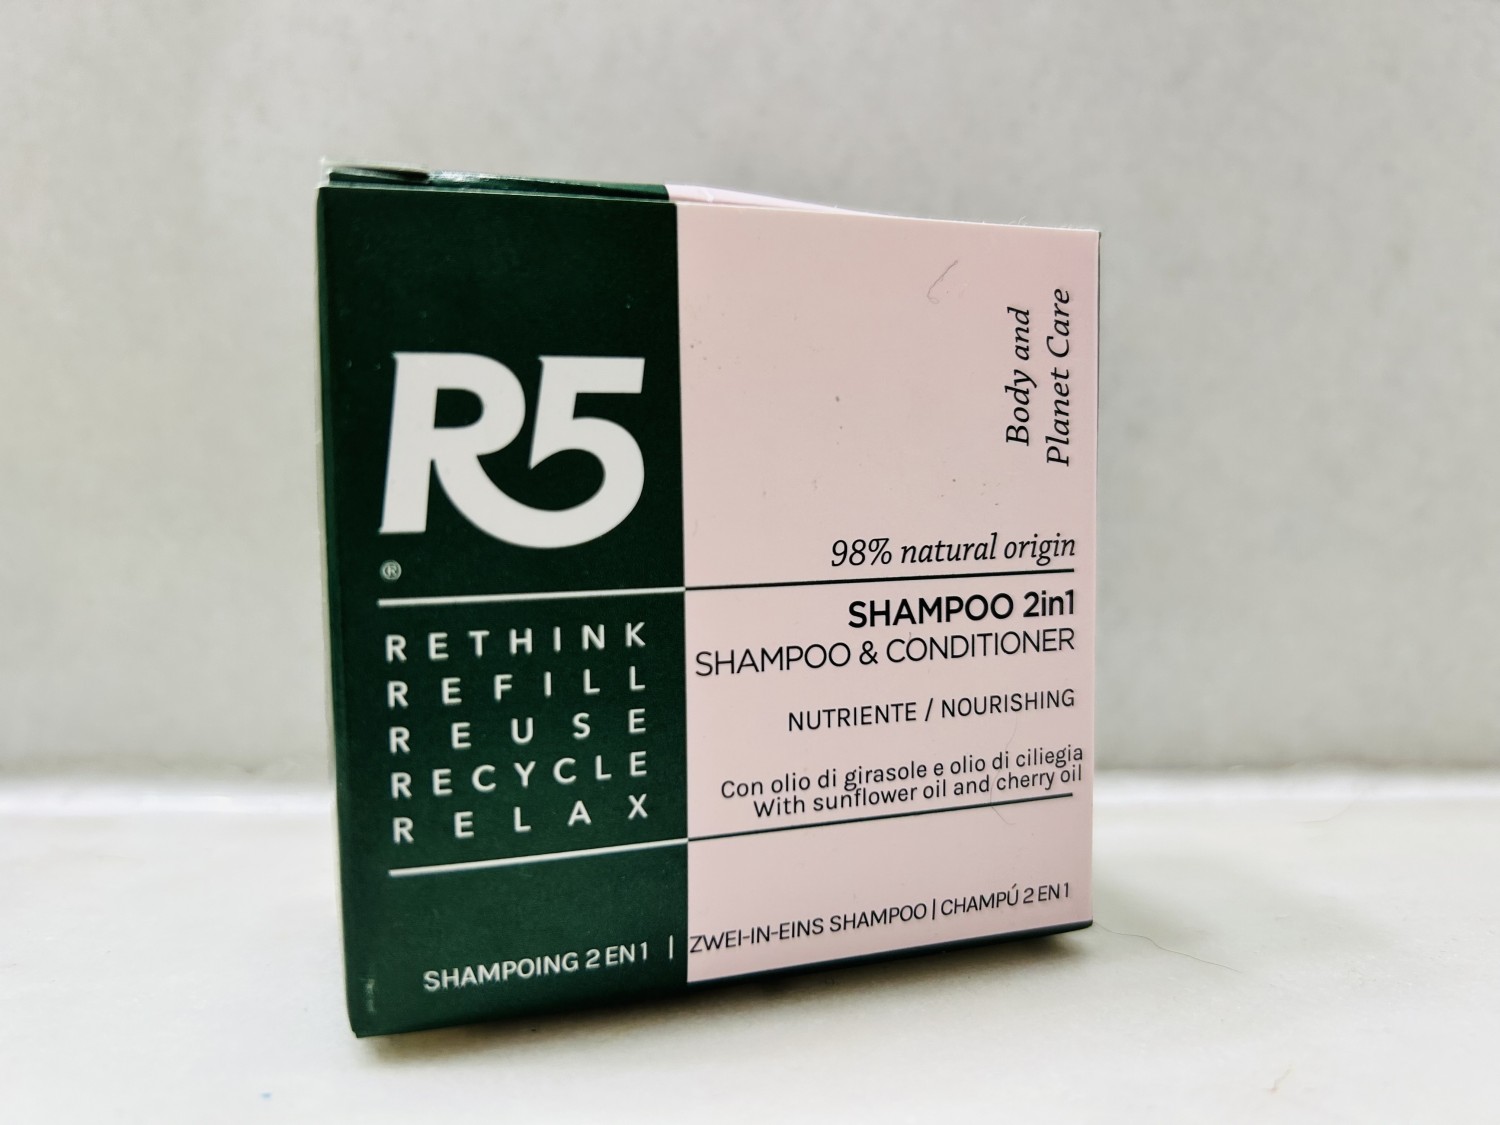 R5
®
RETHINK
REFILL
REUSE
RECYCLE
RELAX
Body and
Planet Care
98% natural origin
SHAMPOO 2in1
SHAMPOO & CONDITIONER
NUTRIENTE / NOURISHING
Con olio di girasole e olio di ciliegia
With sunflower oil and cherry oil
SHAMPOING 2 EN 1 | ZWEI-IN-EINS SHAMPOO | CHAMPÚ 2 EN 1